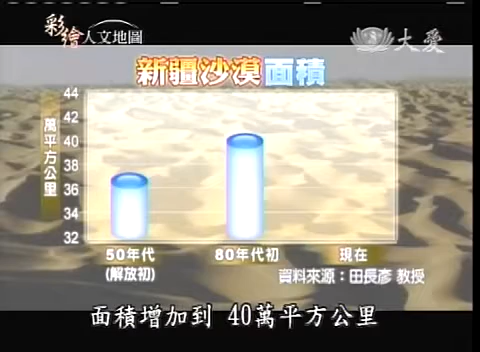 彩繪人文地圖
大愛
新疆沙漠面積
萬平方公里
44
42
40
38
36
34
32
50年代
(解放初)
80年代初
現在
資料來源：田長彥 教授
面積增加到 40萬平方公里